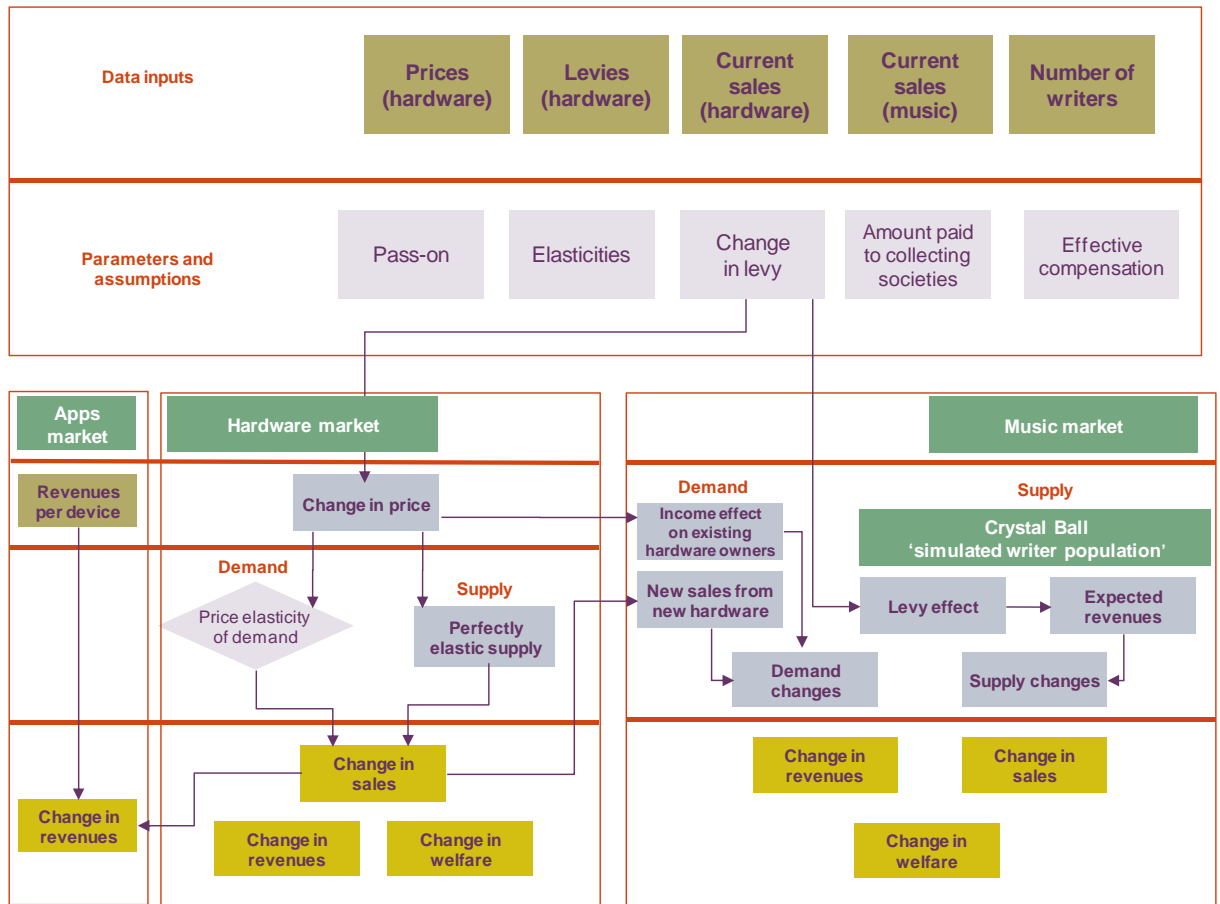 Data inputs
Prices
(hardware)
Levies
(hardware)
Current
sales
(hardware)
Current
sales
(music)
Number of
writers
Parameters and
assumptions
Pass-on
Elasticities
Change
in levy
Amount paid
to collecting
societies
Effective
compensation
Apps
market
Hardware market
Music market
Revenues
per device
Change in price
Demand
Income effect
on existing
hardware owners
Supply
Crystal Ball
‘simulated writer population’
Demand
Price elasticity
of demand
Supply
Perfectly
elastic supply
New sales from
new hardware
Levy effect
Expected
revenues
Demand
changes
Supply changes
Change in
sales
Change in
revenues
Change in
sales
Change in
revenues
Change in
revenues
Change in
welfare
Change in
welfare